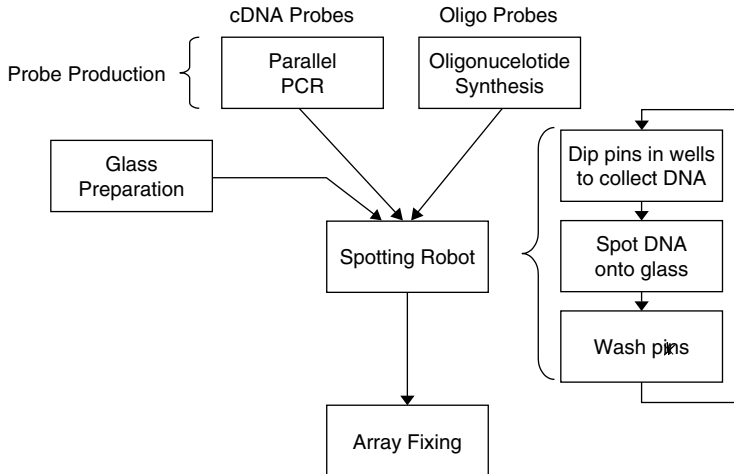 cDNA Probes
Oligo Probes
Probe Production
Parallel
PCR
Oligonucelotide
Synthesis
Glass
Preparation
Dip pins in wells
to collect DNA
Spotting Robot
Spot DNA
onto glass
Wash pins
Array Fixing